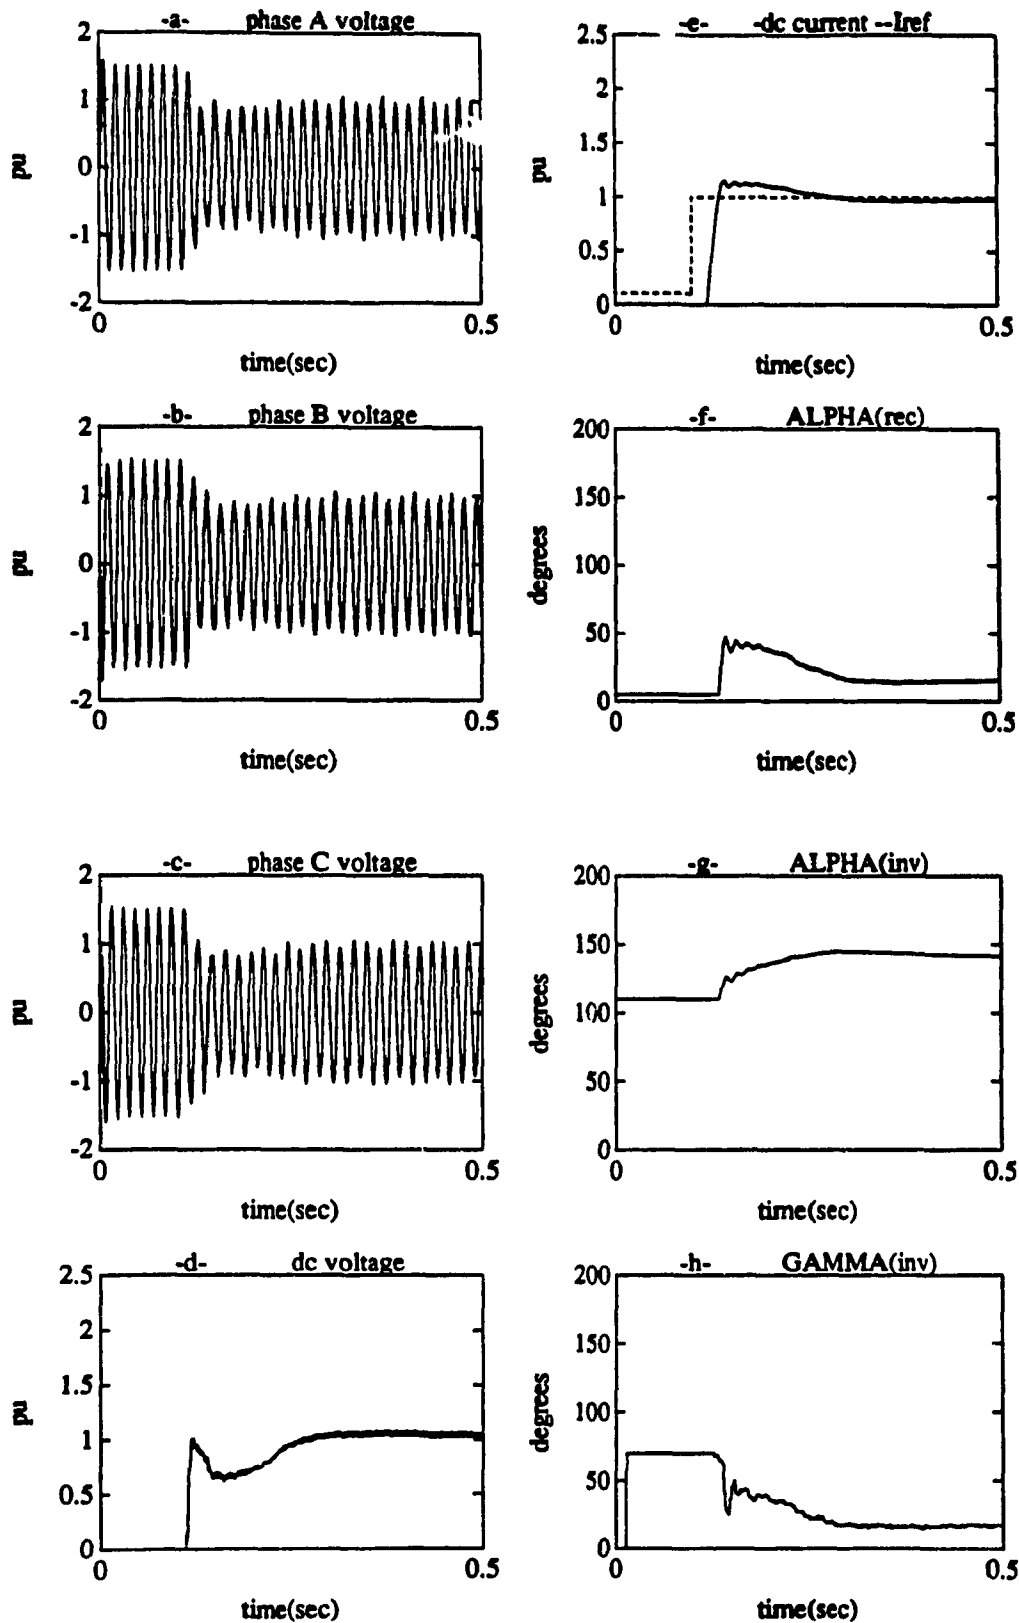 -a- phase A voltage
2
1
0
-1
-2
pu
0 0.5
time(sec)
-e- -dc current --Iref
2.5
2
1.5
1
0.5
0
pu
0 0.5
time(sec)
-b- phase B voltage
2
1
0
-1
-2
pu
0 0.5
time(sec)
-f- ALPHA(rec)
200
150
100
50
0
degrees
0 0.5
time(sec)
-c- phase C voltage
2
1
0
-1
-2
pu
0 0.5
time(sec)
-g- ALPHA(inv)
200
150
100
50
0
degrees
0 0.5
time(sec)
-d- dc voltage
2.5
2
1.5
1
0.5
0
pu
0 0.5
time(sec)
-h- GAMMA(inv)
200
150
100
50
0
degrees
0 0.5
time(sec)